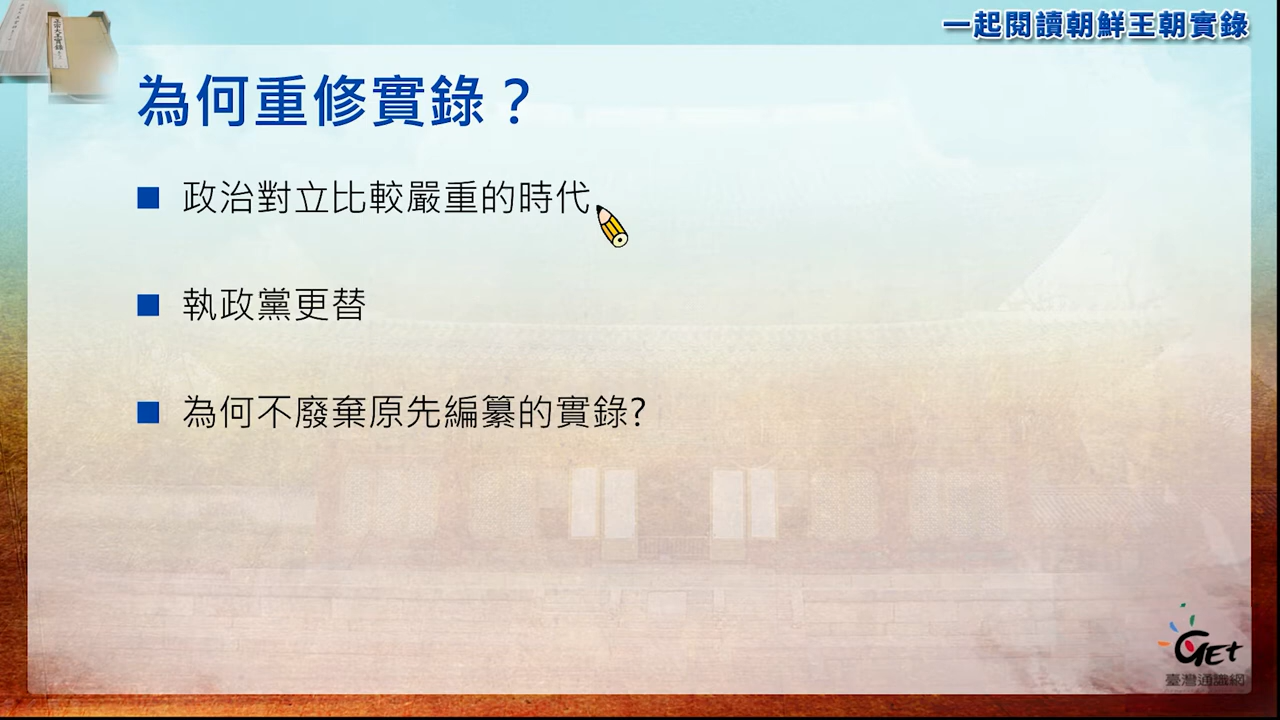 一起閱讀朝鮮王朝實錄
為何重修實錄？
政治對立比較嚴重的時代
執政黨更替
為何不廢棄原先編纂的實錄?
GEt
臺灣通識網